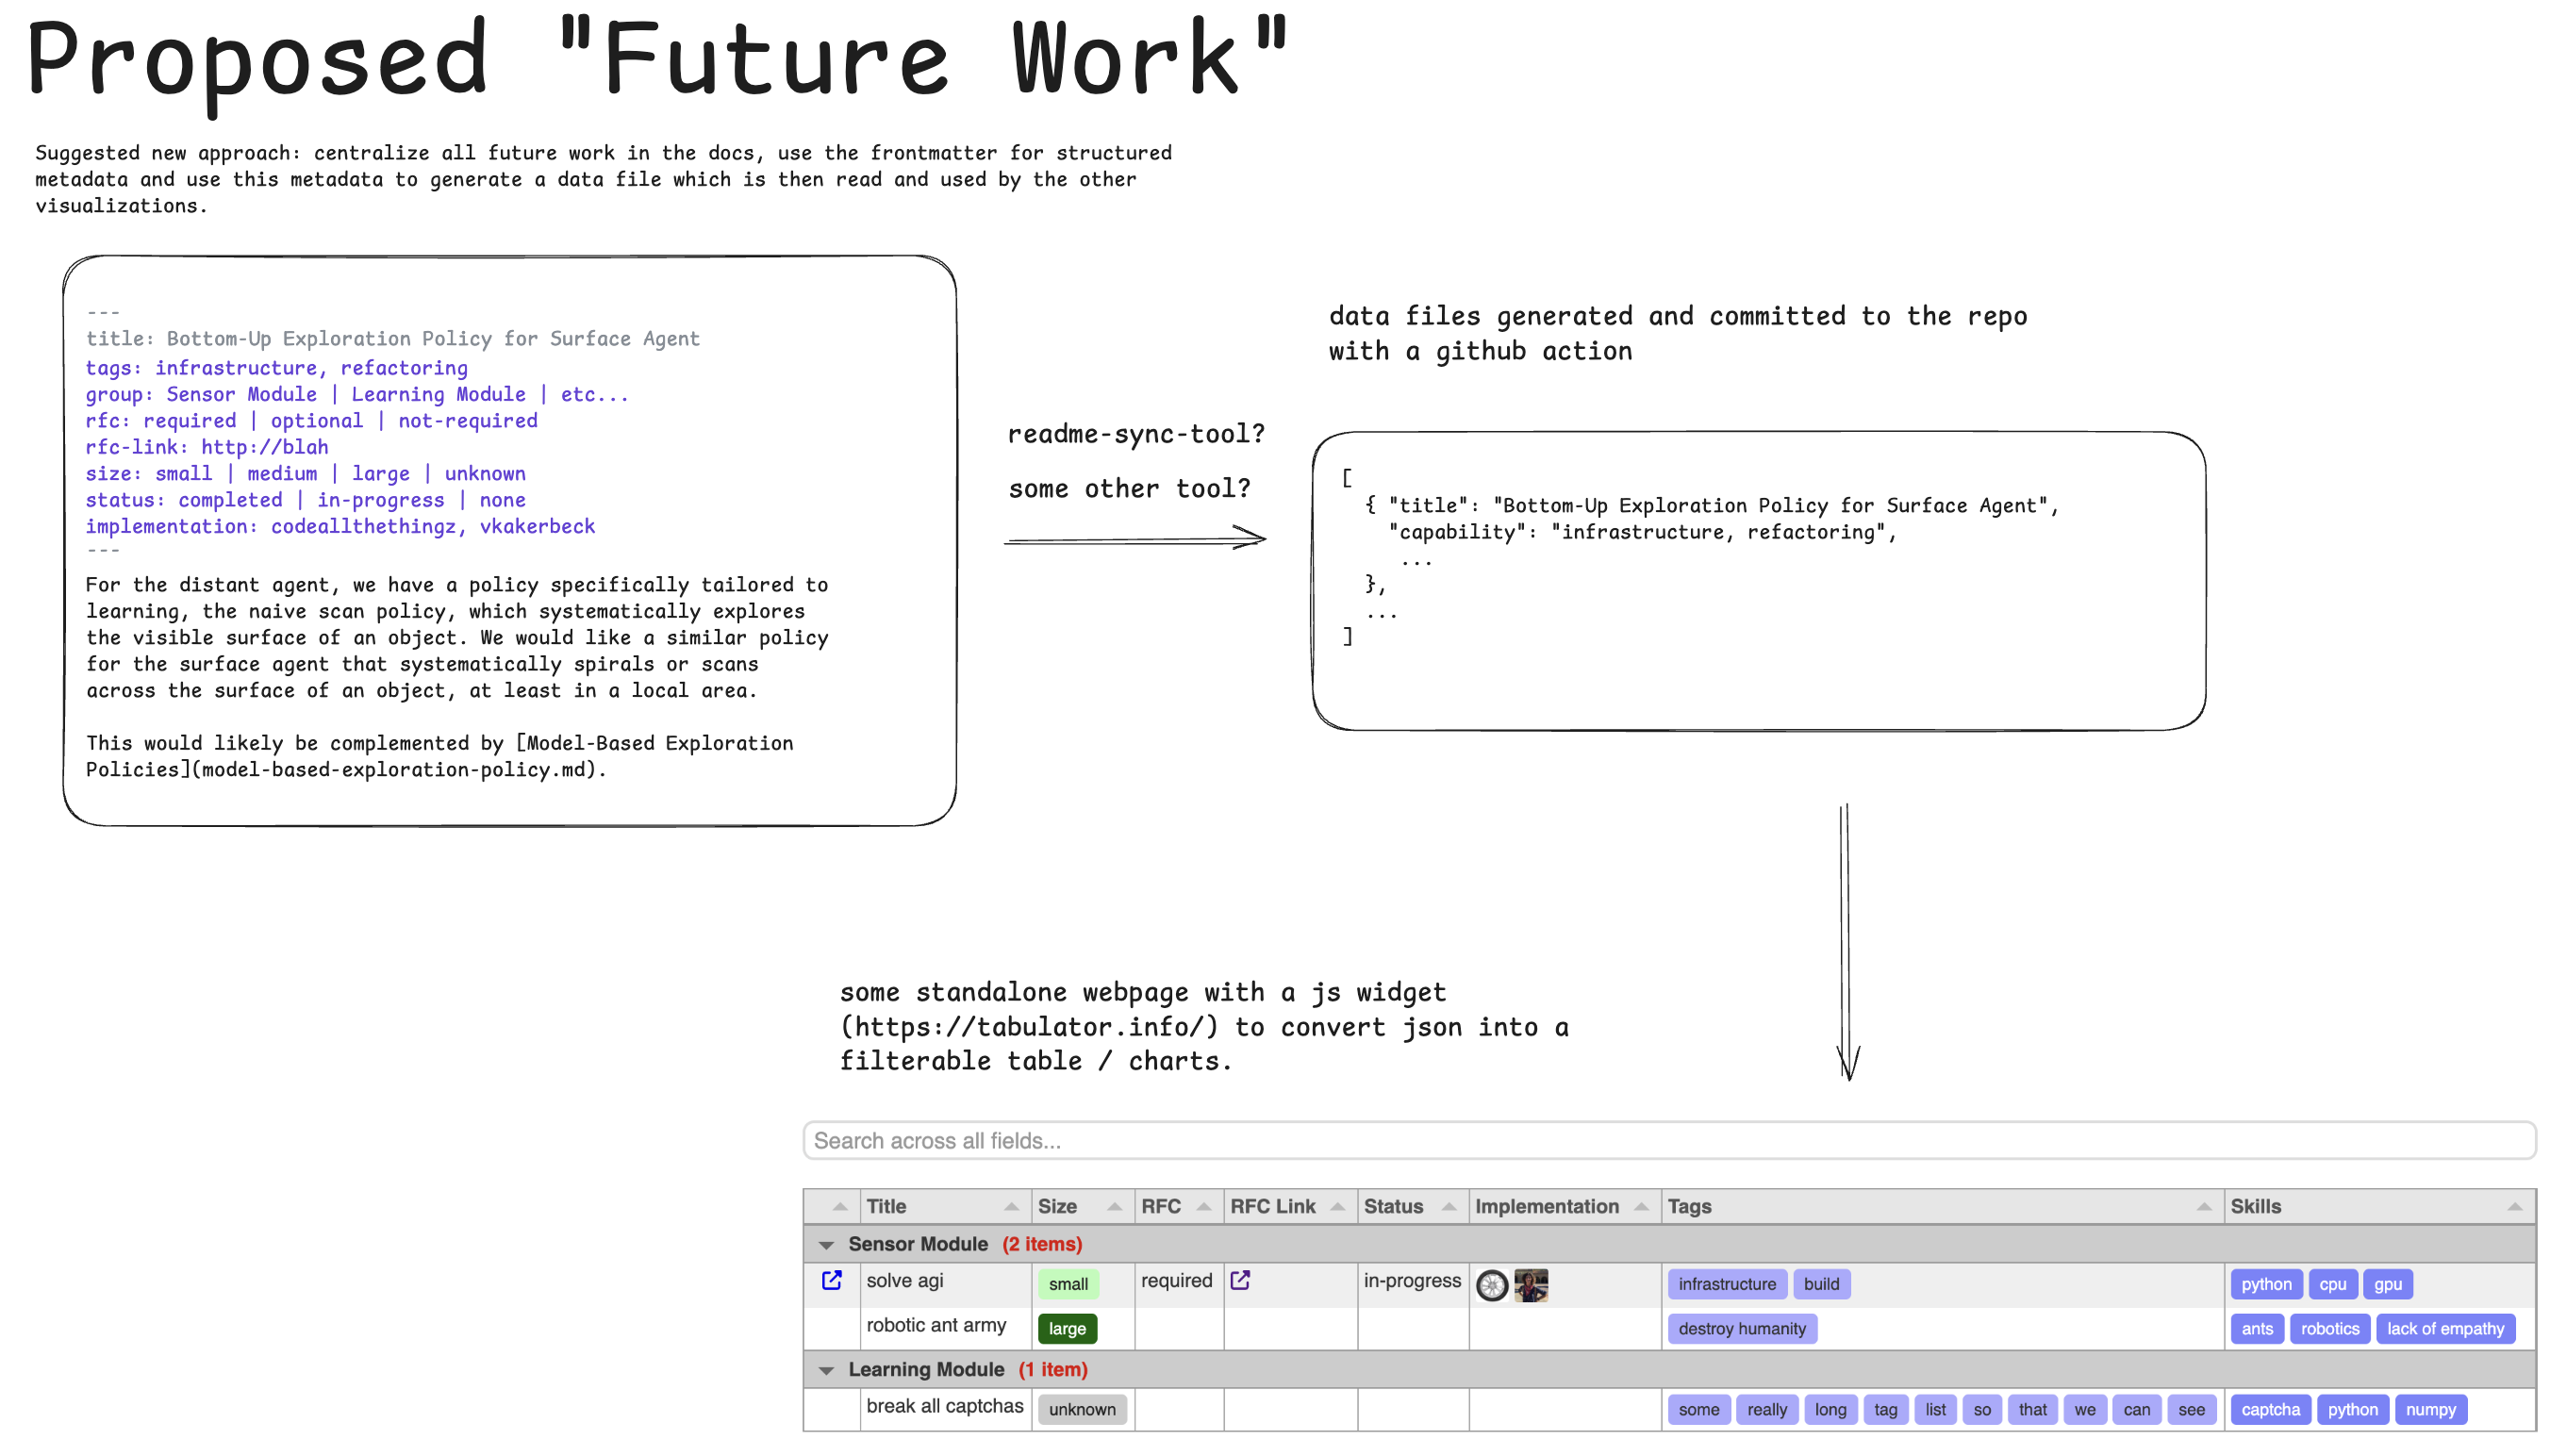 Proposed "Future Work"
Suggested new approach: centralize all future work in the docs, use the frontmatter for structured
metadata and use this metadata to generate a data file which is then read and used by the other
visualizations.
---
title: Bottom-Up Exploration Policy for Surface Agent
tags: infrastructure, refactoring
group: Sensor Module | Learning Module | etc...
rfc: required | optional | not-required
rfc-link: http://blah
size: small | medium | large | unknown
status: completed | in-progress | none
implementation: codeallthethingz, vkakerbeck
---
For the distant agent, we have a policy specifically tailored to
learning, the naive scan policy, which systematically explores
the visible surface of an object. We would like a similar policy
for the surface agent that systematically spirals or scans
across the surface of an object, at least in a local area.
This would likely be complemented by [Model-Based Exploration
Policies](model-based-exploration-policy.md).
readme-sync-tool?
some other tool?
data files generated and committed to the repo
with a github action
[
{ "title": "Bottom-Up Exploration Policy for Surface Agent",
"capability": "infrastructure, refactoring",
...
},
...
]
some standalone webpage with a js widget
(https://tabulator.info/) to convert json into a
filterable table / charts.
Search across all fields...
Title Size RFC RFC Link Status Implementation Tags Skills
Sensor Module (2 items)
solve agi small required in-progress infrastructure build python cpu gpu
robotic ant army large destroy humanity ants robotics lack of empathy
Learning Module (1 item)
break all captchas unknown some really long tag list so that we can see captcha python numpy